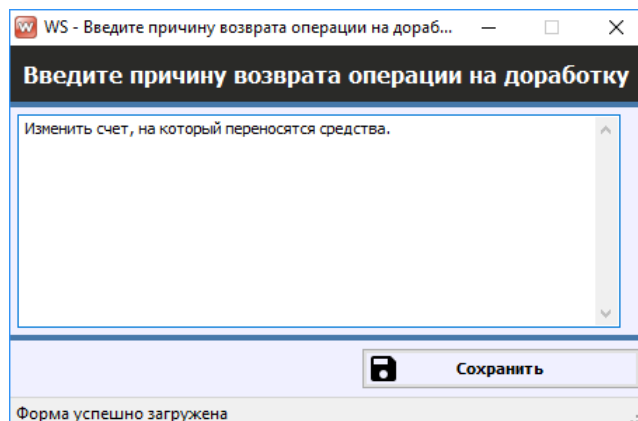 WS - Введите причину возврата операции на дораб...
Введите причину возврата операции на доработку
Изменить счет, на который переносятся средства.
Сохранить
Форма успешно загружена